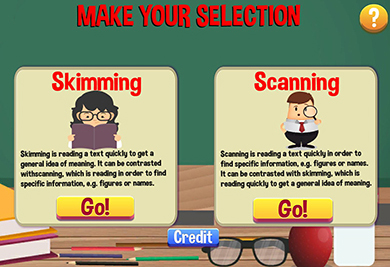 MAKE YOUR SELECTION
?
Skimming
Skimming is reading a text quickly to get a
general idea of meaning. It can be contrasted
withscanning, which is reading in order to find
specific information, e.g. figures or names.
Go!
Scanning
Scanning is reading a text quickly in order to
find specific information, e.g. figures or names.
It can be contrasted with skimming, which is
reading quickly to get a general idea of meaning.
Go!
Credit